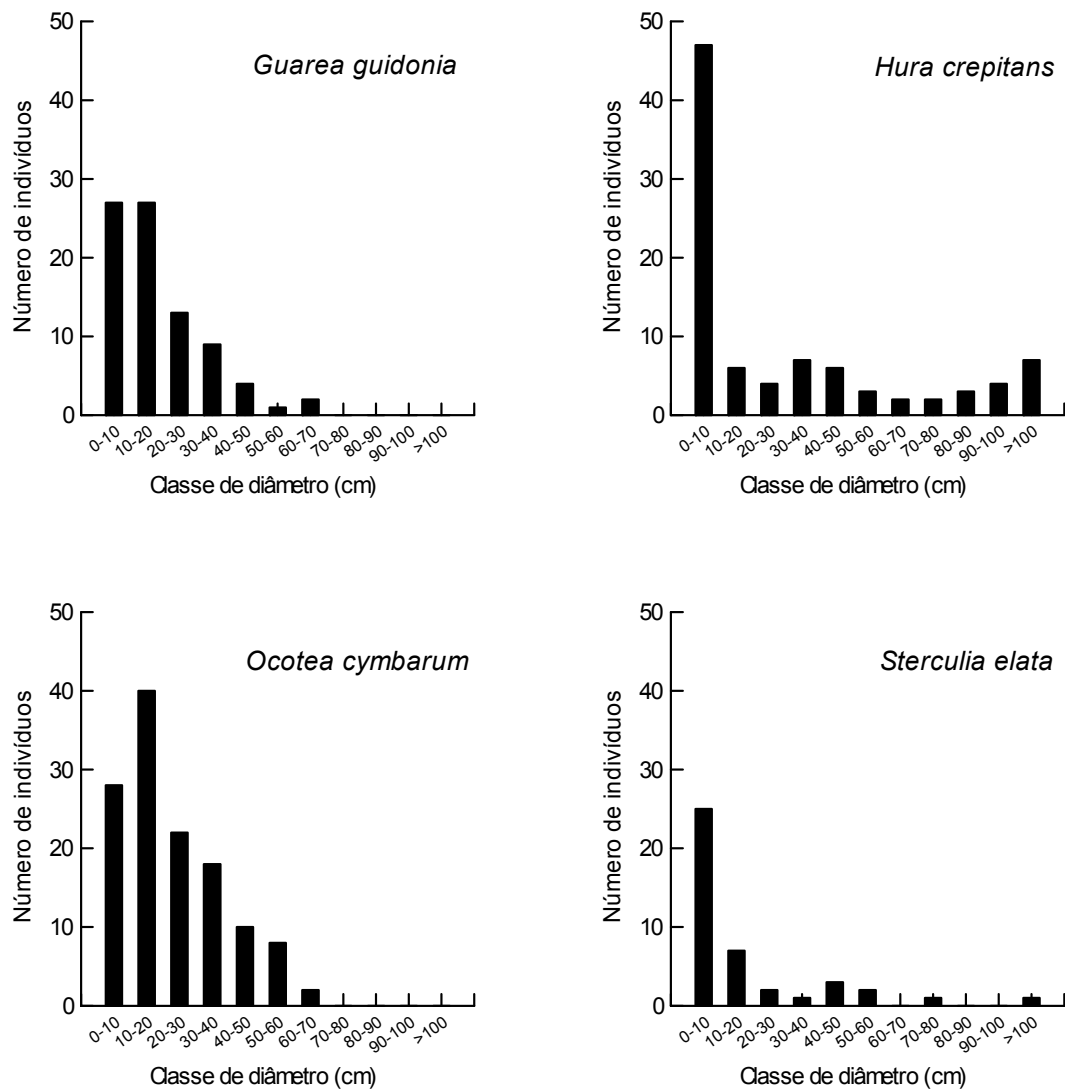 Guarea guidonia
Número de indivíduos
50
40
30
20
10
0
0-10 10-20 20-30 30-40 40-50 50-60 60-70 70-80 80-90 90-100 >100
Classe de diâmetro (cm)
Hura crepitans
Número de indivíduos
50
40
30
20
10
0
0-10 10-20 20-30 30-40 40-50 50-60 60-70 70-80 80-90 90-100 >100
Classe de diâmetro (cm)
Ocotea cymbarum
Número de indivíduos
50
40
30
20
10
0
0-10 10-20 20-30 30-40 40-50 50-60 60-70 70-80 80-90 90-100 >100
Classe de diâmetro (cm)
Sterculia elata
Número de indivíduos
50
40
30
20
10
0
0-10 10-20 20-30 30-40 40-50 50-60 60-70 70-80 80-90 90-100 >100
Classe de diâmetro (cm)